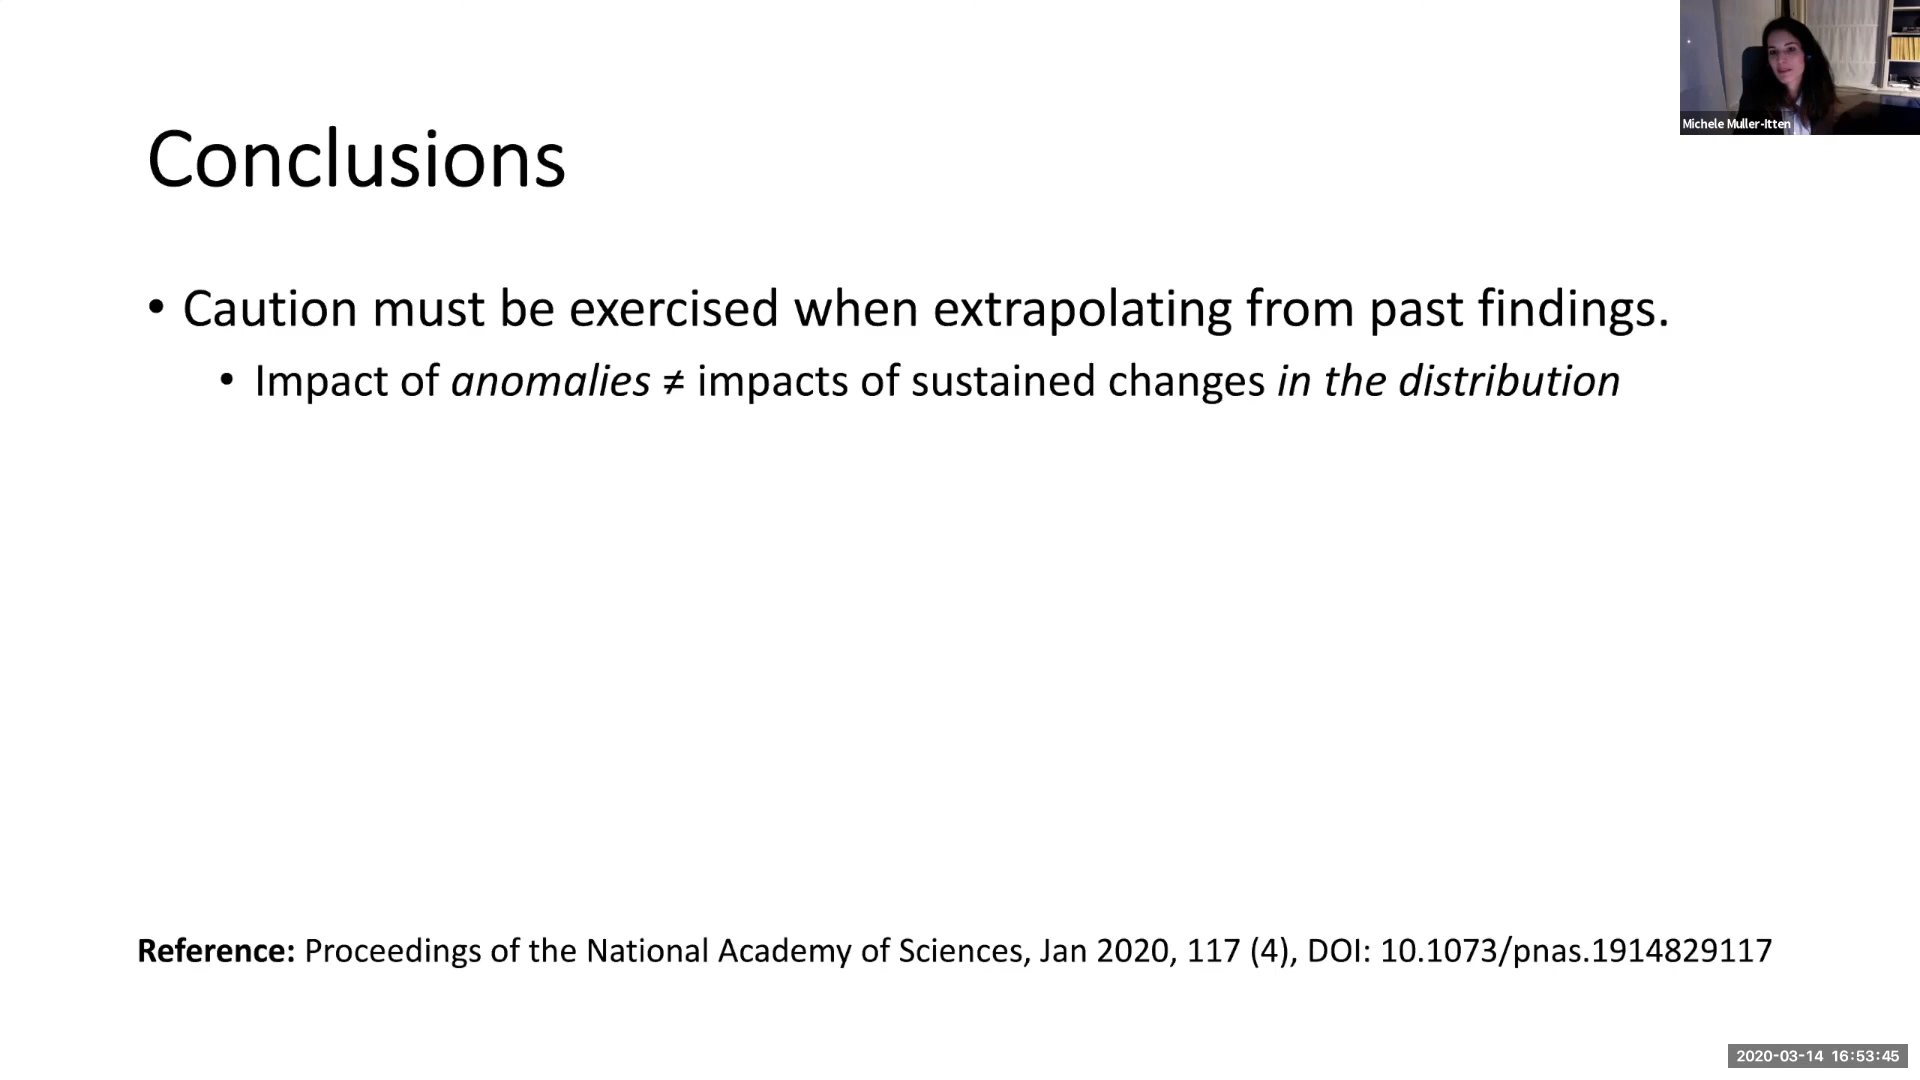 Michele Muller-Itten
Conclusions
• Caution must be exercised when extrapolating from past findings.
• Impact of anomalies ≠ impacts of sustained changes in the distribution
Reference: Proceedings of the National Academy of Sciences, Jan 2020, 117 (4), DOI: 10.1073/pnas.1914829117
2020-03-14 16:53:45